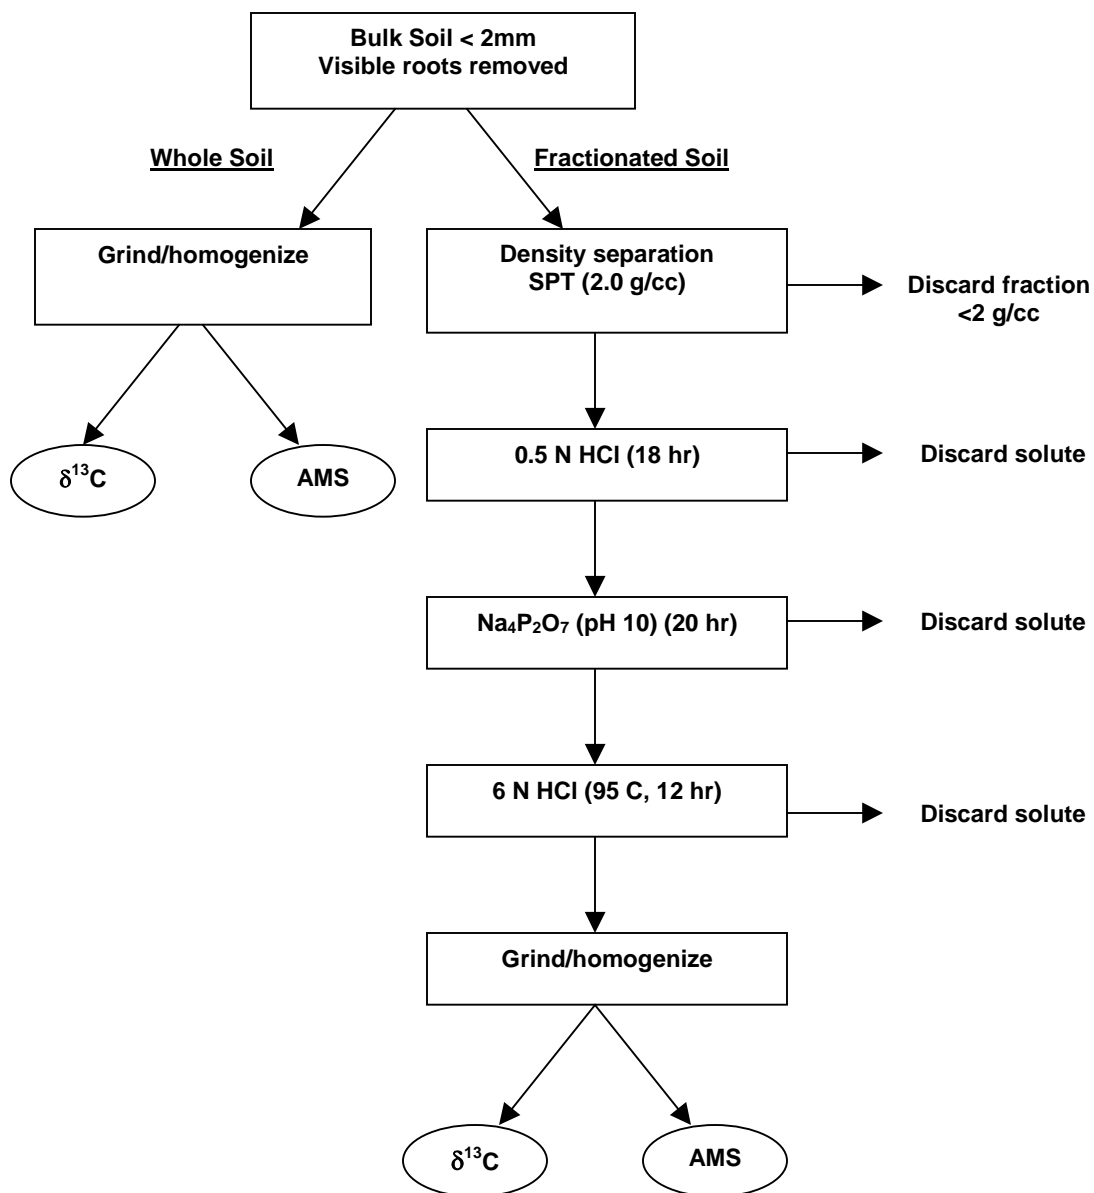 Bulk Soil < 2mm
Visible roots removed
Whole Soil
Fractionated Soil
Grind/homogenize
Density separation
SPT (2.0 g/cc)
Discard fraction
<2 g/cc
δ¹³C
AMS
0.5 N HCl (18 hr)
Discard solute
Na₄P₂O₇ (pH 10) (20 hr)
Discard solute
6 N HCl (95 C, 12 hr)
Discard solute
Grind/homogenize
δ¹³C
AMS